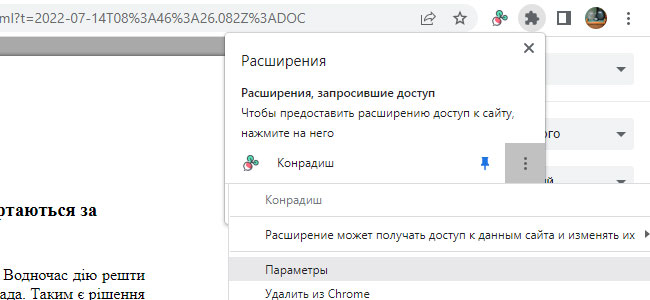 ml?t=2022-07-14T08%3A46%3A26.082Z%3ADOC
Расширения
Расширения, запросившие доступ
Чтобы предоставить расширению доступ к сайту,
нажмите на него
ого
Конрадиш
ый
Конрадиш
ртаються за
Расширение может получать доступ к данным сайта и изменять их
Водночас дію решти
Параметры
ада. Таким є рішення
Удалить из Chrome